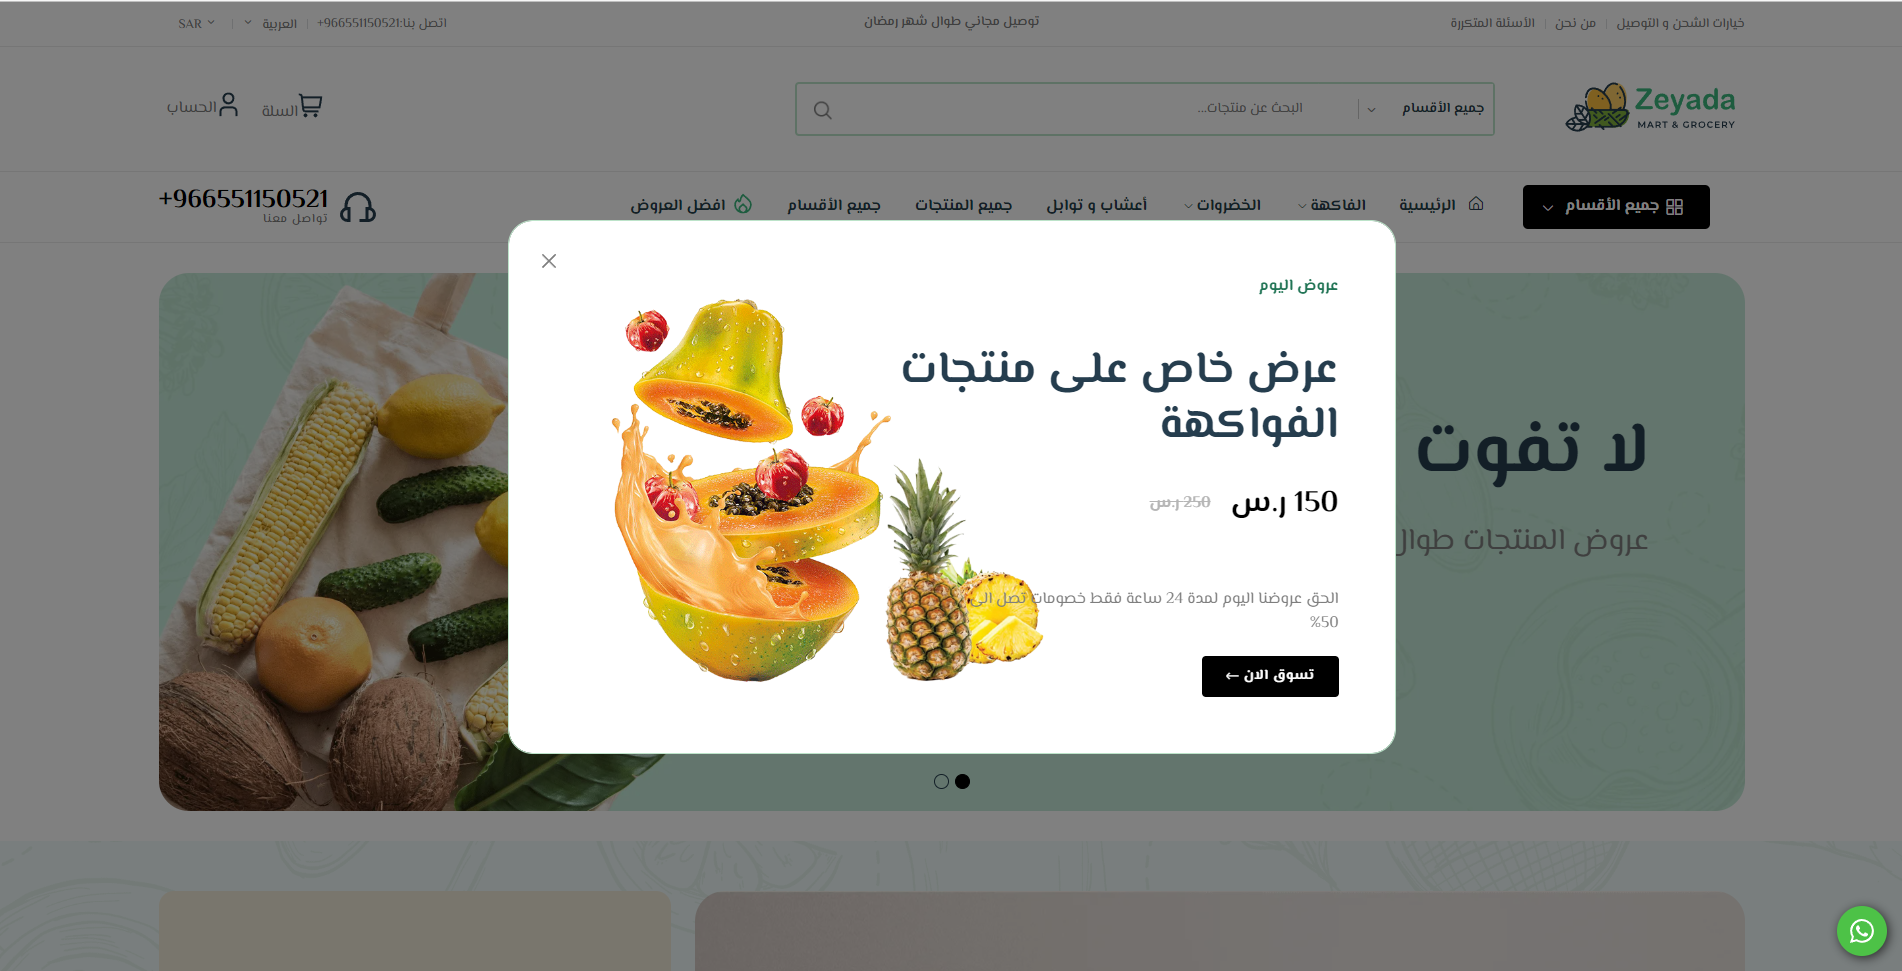 خيارات الشحن و التوصيل
من نحن
الأسئلة المتكررة
توصيل مجاني طوال شهر رمضان
اتصل بنا:966551150521+
العربية
SAR
Zeyada
MART & GROCERY
جميع الأقسام
البحث عن منتجات...
السلة
الحساب
جميع الأقسام
الرئيسية
الفاكهة
الخضروات
أعشاب و توابل
جميع المنتجات
جميع الأقسام
افضل العروض
+966551150521
تواصل معنا
لا تفوت
عروض المنتجات طوال
عروض اليوم
عرض خاص على منتجات
الفواكهة
150 ر.س 250 ر.س
الحق عروضنا اليوم لمدة 24 ساعة فقط خصومات تصل الى
50%
تسوق الان ←